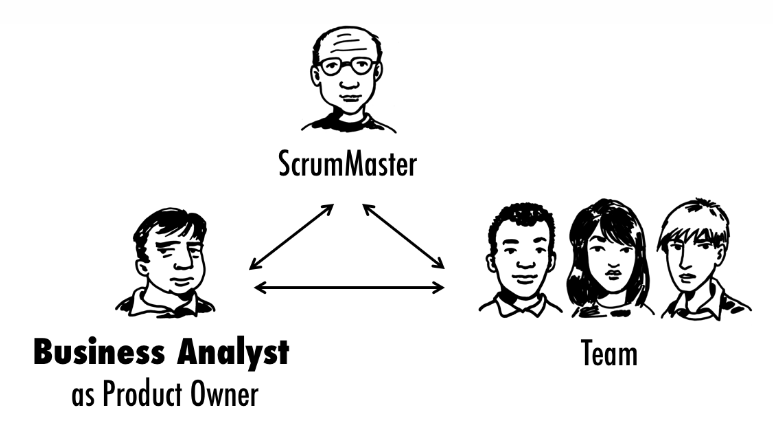 ScrumMaster
Business Analyst
as Product Owner
Team